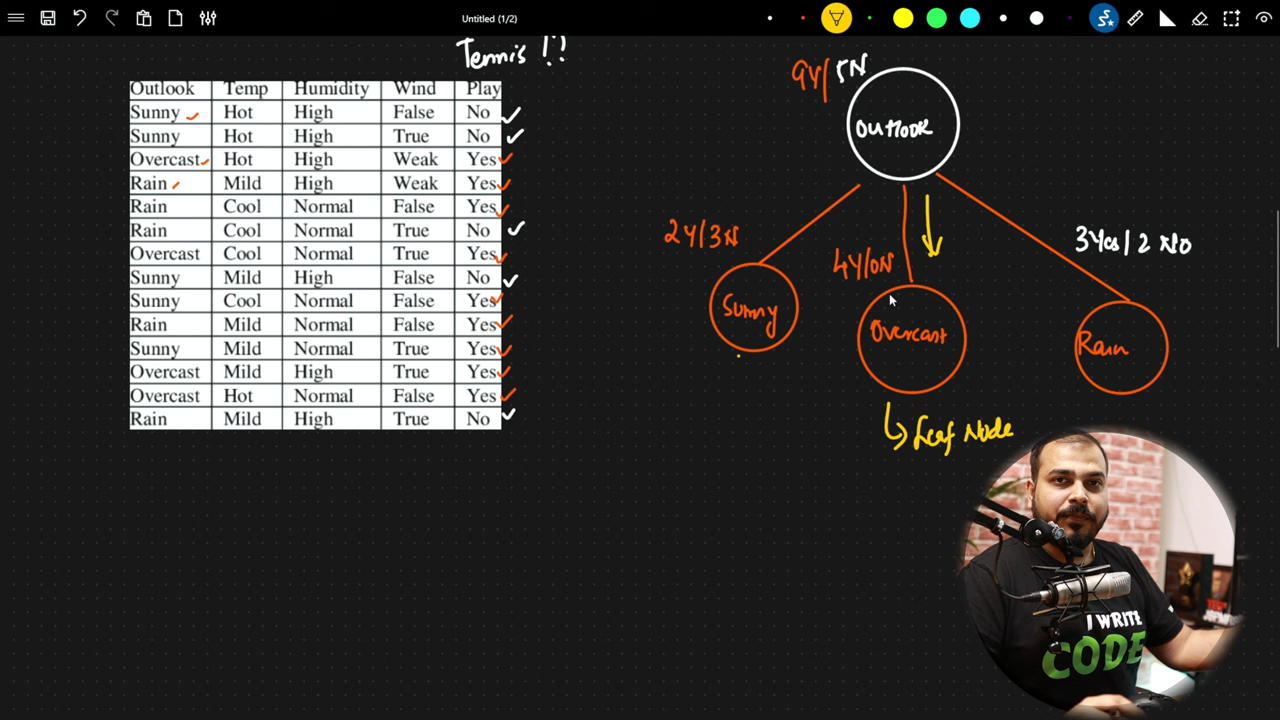 Untitled (1/2)
Tennis !?
Outlook Temp Humidity Wind Play
Sunny Hot High False No
Sunny Hot High True No
Overcast Hot High Weak Yes
Rain Mild High Weak Yes
Rain Cool Normal False Yes
Rain Cool Normal True No
Overcast Cool Normal True Yes
Sunny Mild High False No
Sunny Cool Normal False Yes
Rain Mild Normal False Yes
Sunny Mild Normal True Yes
Overcast Mild High True Yes
Overcast Hot Normal False Yes
Rain Mild High True No
9Y/5N
OUTLOOK
2Y/3N
4Y/0N
3Yes/2 NO
Sunny
Overcast
Rain
Leaf Node
I WRITE
CODE